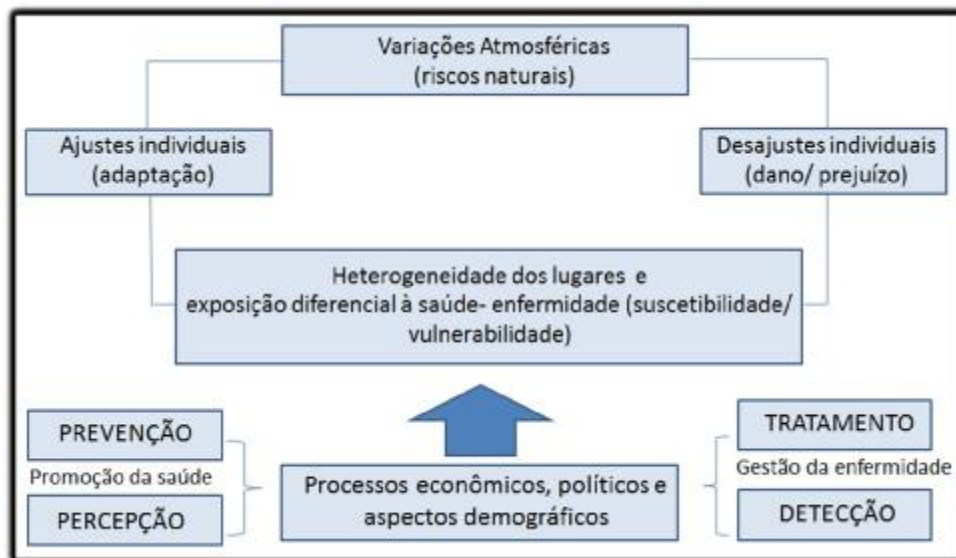 Variações Atmosféricas
(riscos naturais)
Ajustes individuais
(adaptação)
Desajustes individuais
(dano/ prejuízo)
Heterogeneidade dos lugares e
exposição diferencial à saúde- enfermidade (suscetibilidade/
vulnerabilidade)
PREVENÇÃO
Promoção da saúde
PERCEPÇÃO
Processos econômicos, políticos e
aspectos demográficos
TRATAMENTO
Gestão da enfermidade
DETECÇÃO